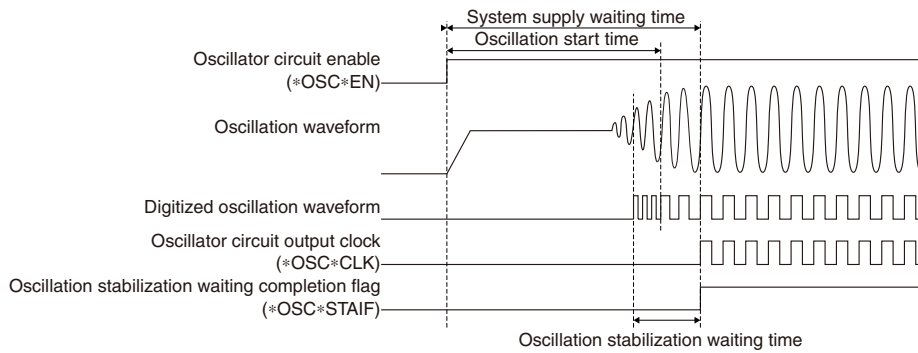 System supply waiting time
Oscillation start time
Oscillator circuit enable
(*OSC*EN)
Oscillation waveform
Digitized oscillation waveform
Oscillator circuit output clock
(*OSC*CLK)
Oscillation stabilization waiting completion flag
(*OSC*STAIF)
Oscillation stabilization waiting time